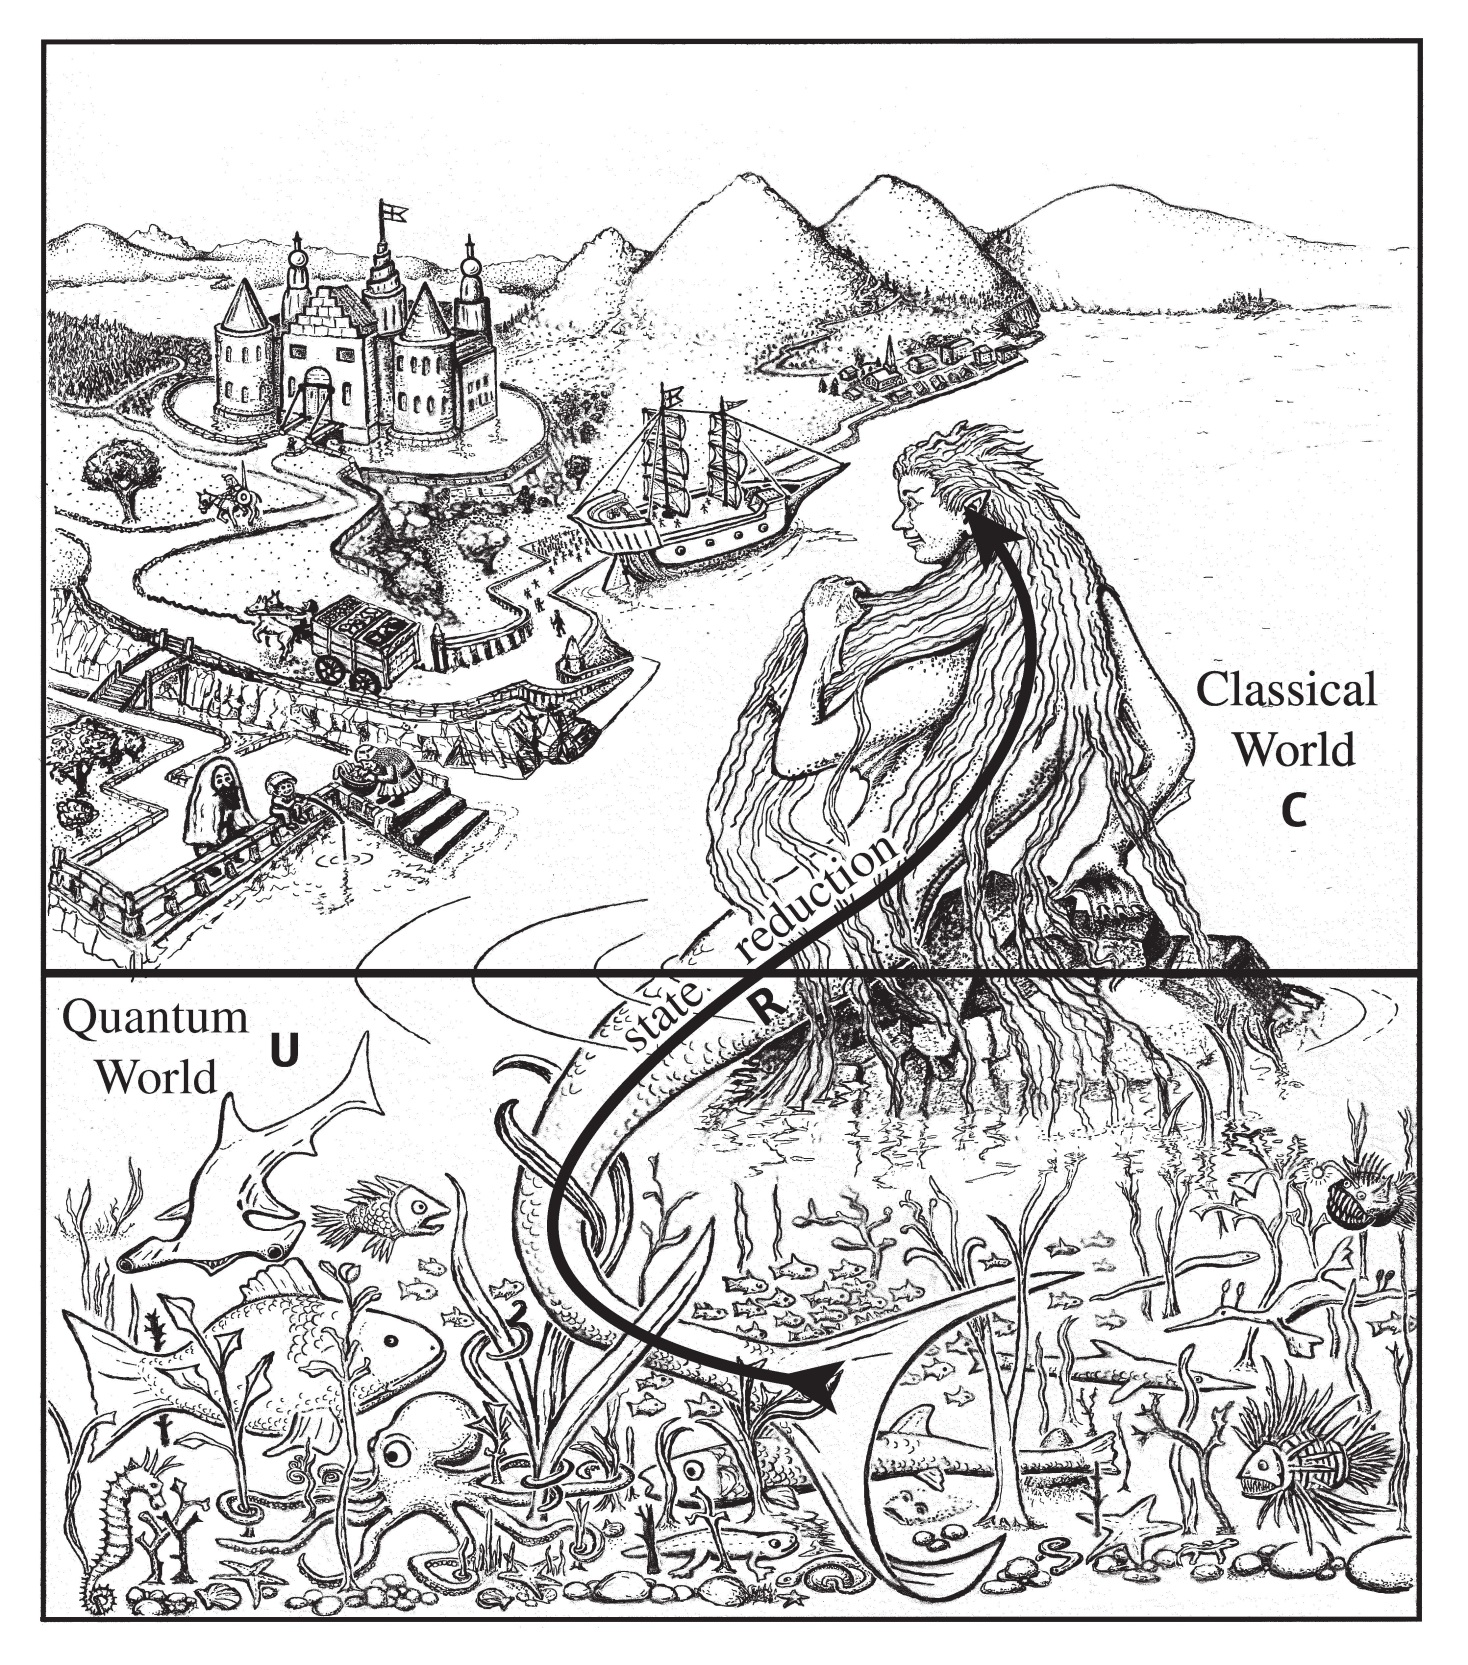 Classical
World
C
state reduction
R
Quantum
World
U